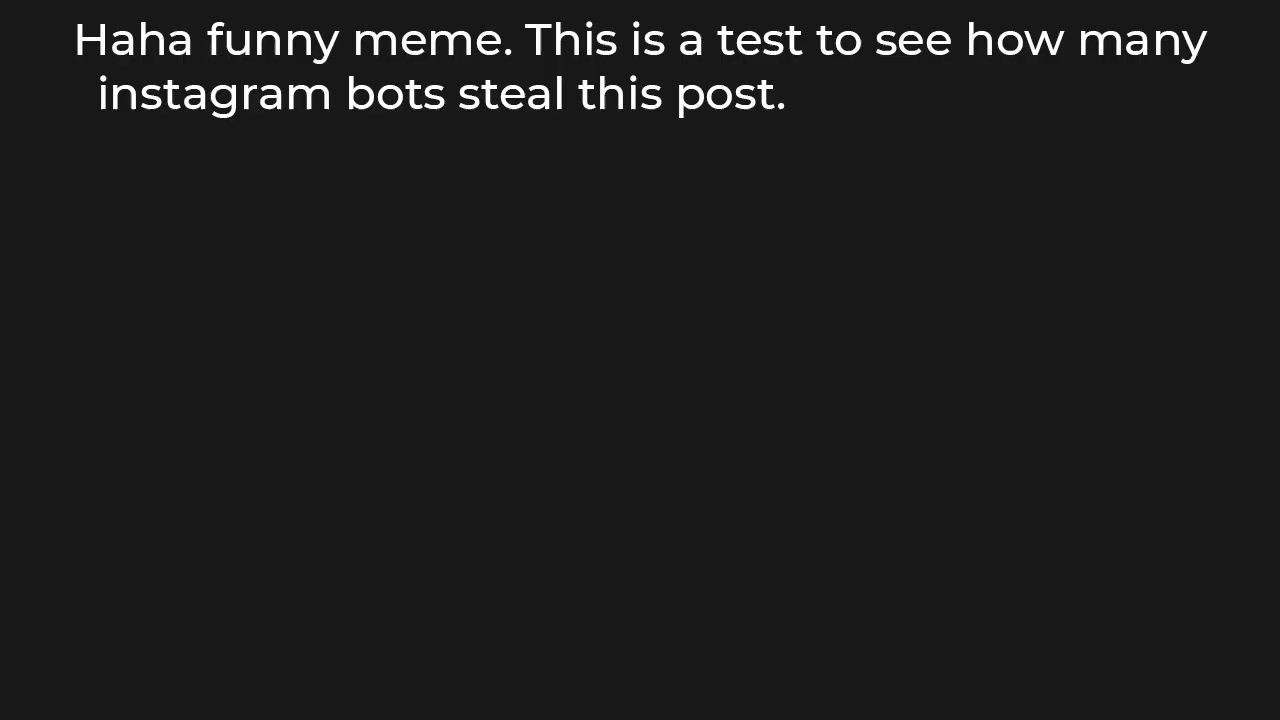 Haha funny meme. This is a test to see how many
instagram bots steal this post.